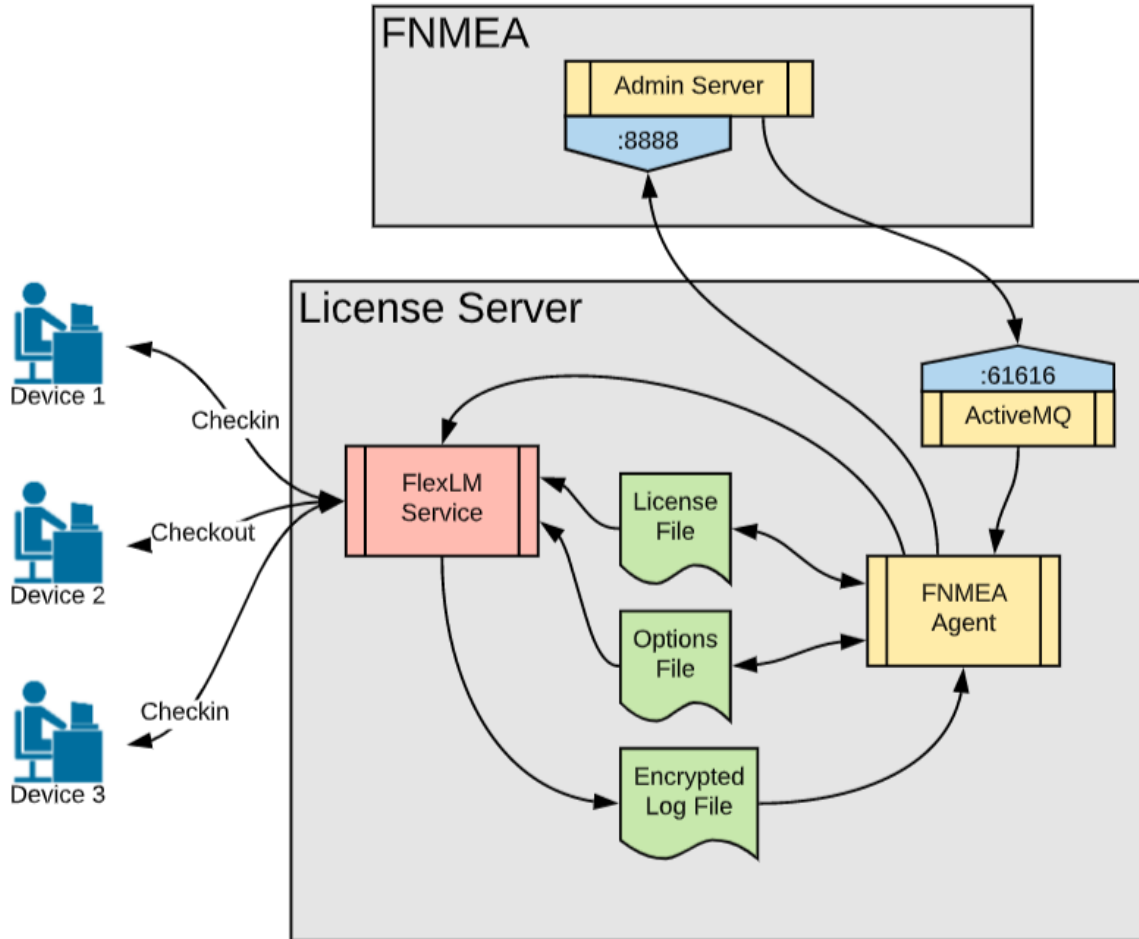 FNMEA
Admin Server
:8888
License Server
:61616
ActiveMQ
Device 1
Checkin
FlexLM
Service
License
File
Device 2
Checkout
FNMEA
Agent
Options
File
Device 3
Checkin
Encrypted
Log File